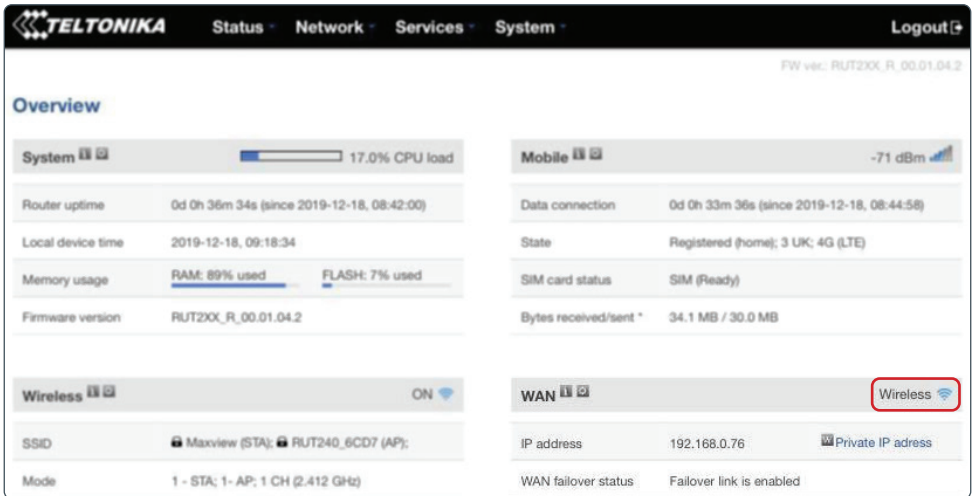 TELTONIKA Status Network Services System Logout
FW ver.: RUT2XX_R_00.01.04.2
Overview
System 17.0% CPU load
Router uptime 0d 0h 36m 34s (since 2019-12-18, 08:42:00)
Local device time 2019-12-18, 09:18:34
Memory usage RAM: 89% used FLASH: 7% used
Firmware version RUT2XX_R_00.01.04.2
Mobile -71 dBm
Data connection 0d 0h 33m 36s (since 2019-12-18, 08:44:58)
State Registered (home); 3 UK; 4G (LTE)
SIM card status SIM (Ready)
Bytes received/sent * 34.1 MB / 30.0 MB
Wireless ON
SSID Maxview (STA); RUT240_6CD7 (AP);
Mode 1 - STA; 1- AP; 1 CH (2.412 GHz)
WAN Wireless
IP address 192.168.0.76 Private IP adress
WAN failover status Failover link is enabled